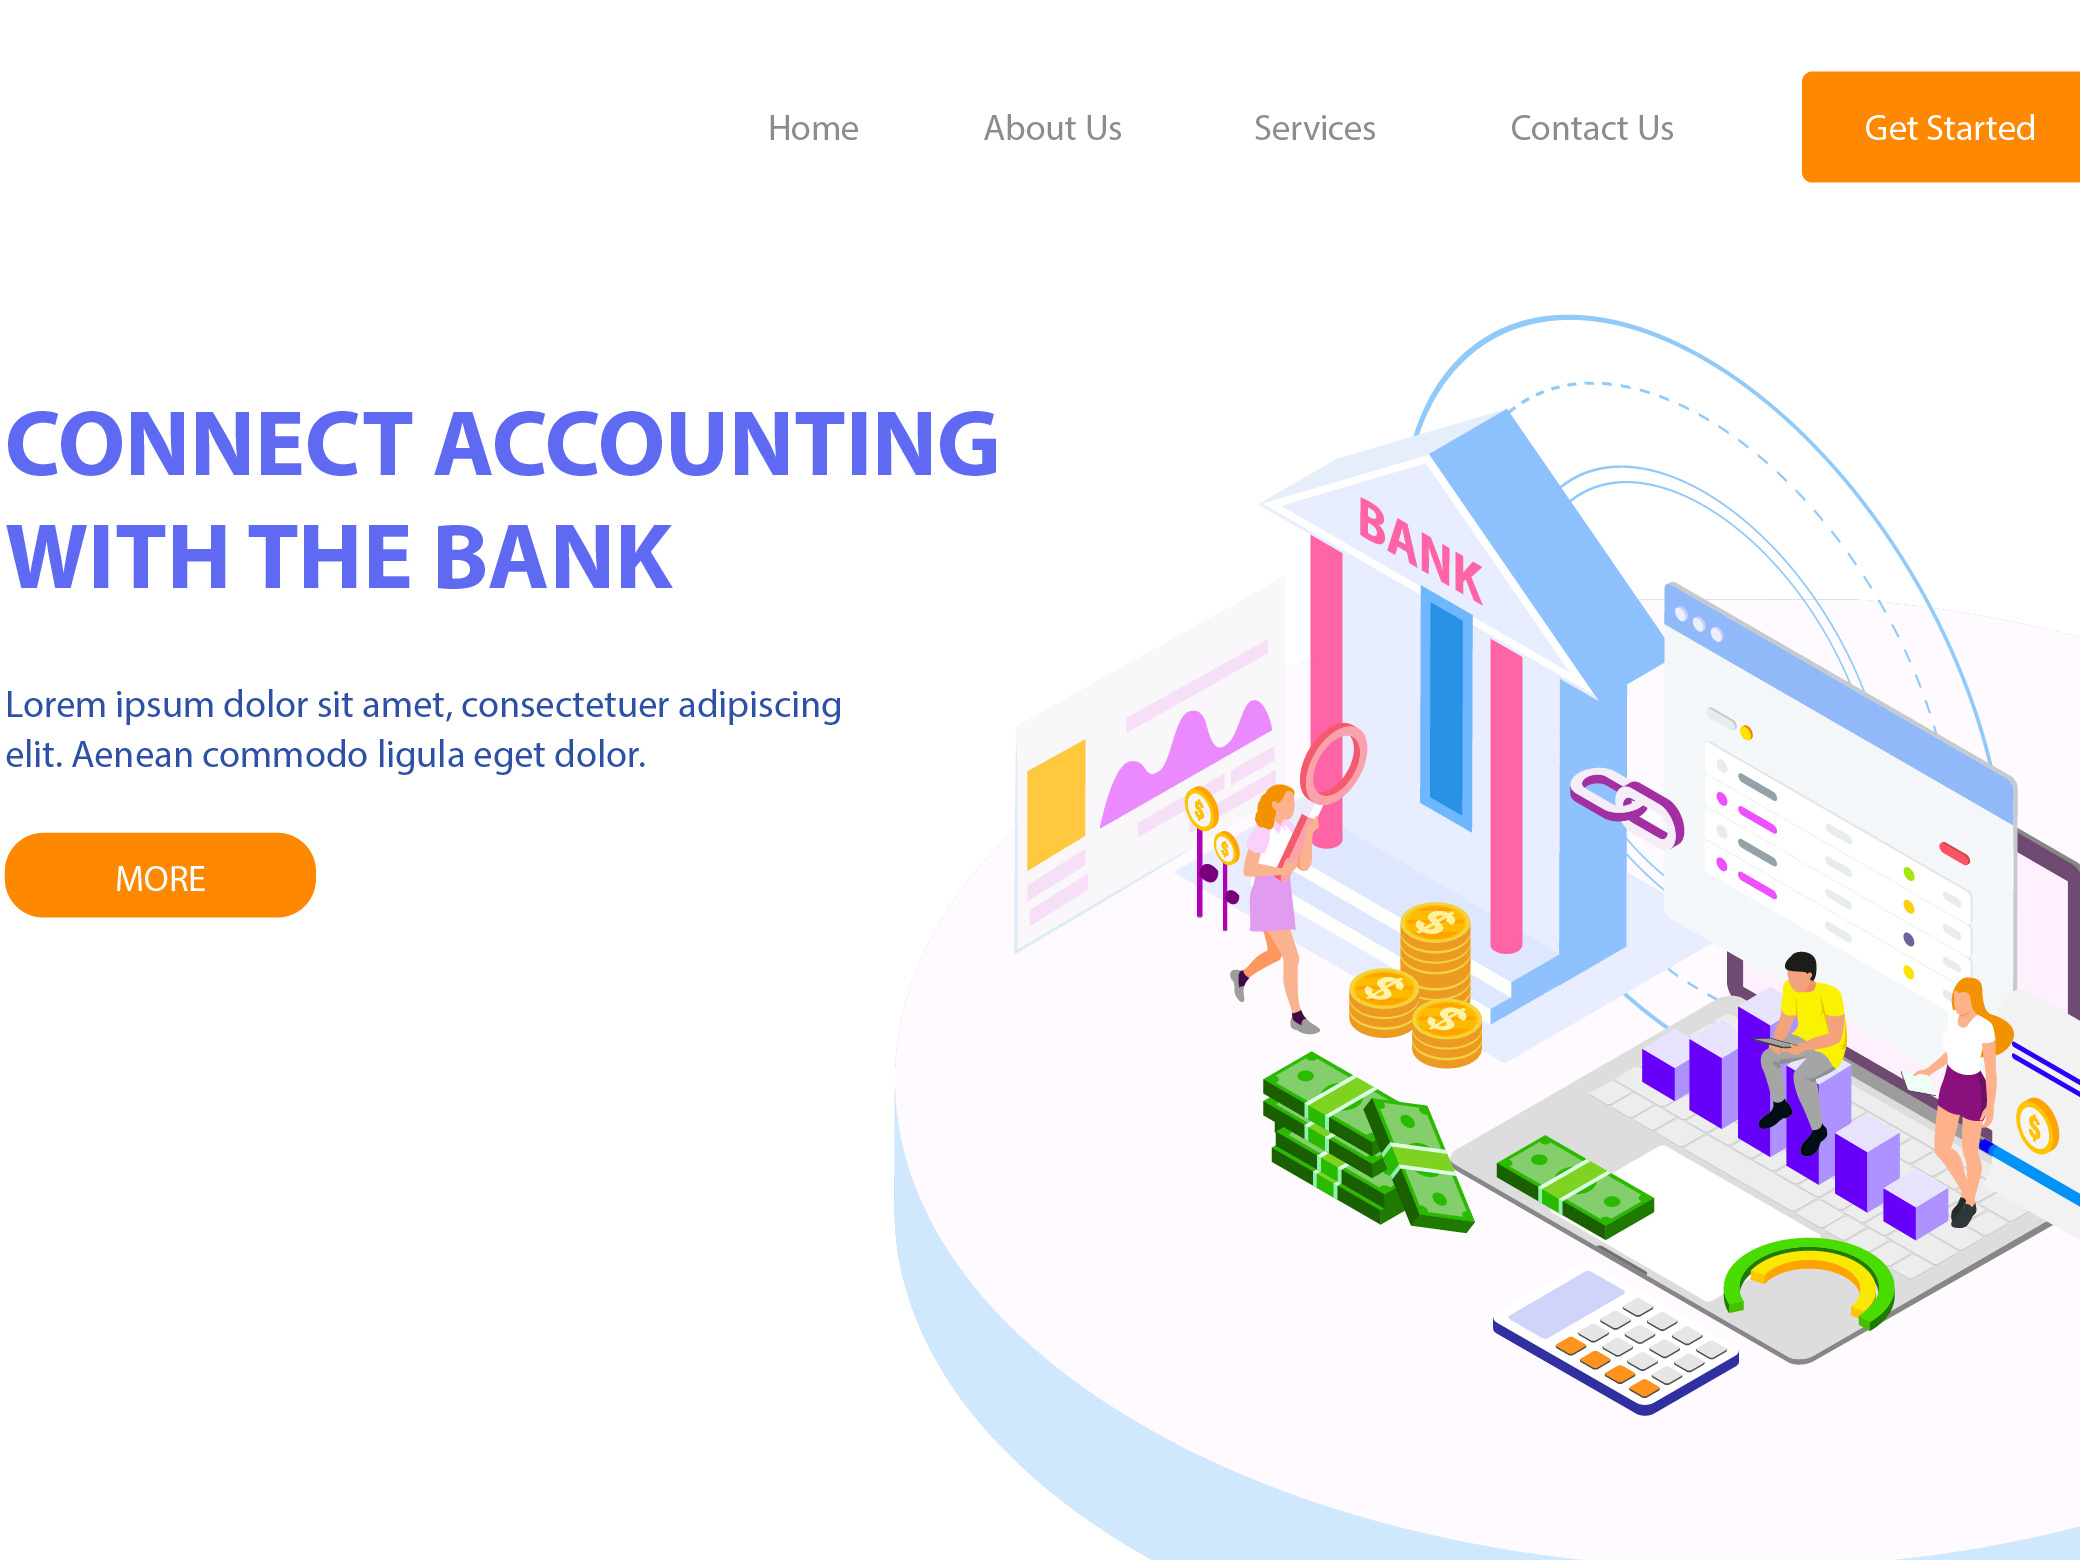 Home About Us Services Contact Us Get Started
CONNECT ACCOUNTING
WITH THE BANK
Lorem ipsum dolor sit amet, consectetuer adipiscing
elit. Aenean commodo ligula eget dolor.
MORE
BANK
$
$
$
$
$
$